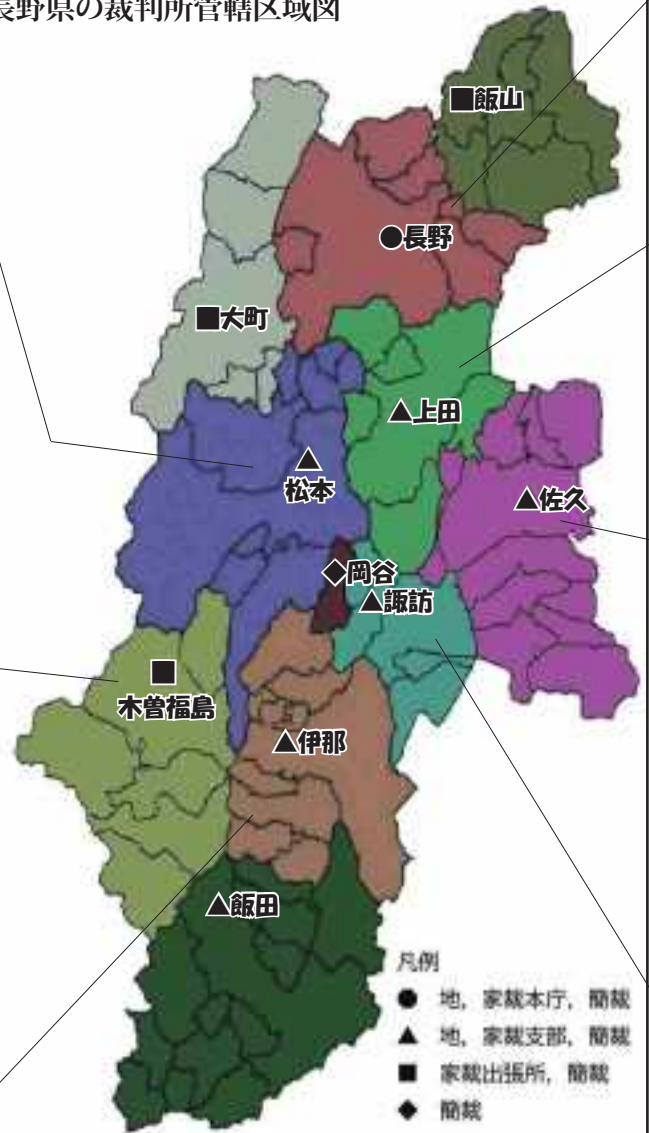 長野県の裁判所管轄区域図
■飯山
●長野
■大町
▲上田
▲
松本
▲佐久
◆岡谷
▲諏訪
■
木曽福島
▲伊那
▲飯田
凡例
● 地，家裁本庁，簡裁
▲ 地，家裁支部，簡裁
■ 家裁出張所，簡裁
◆ 簡裁